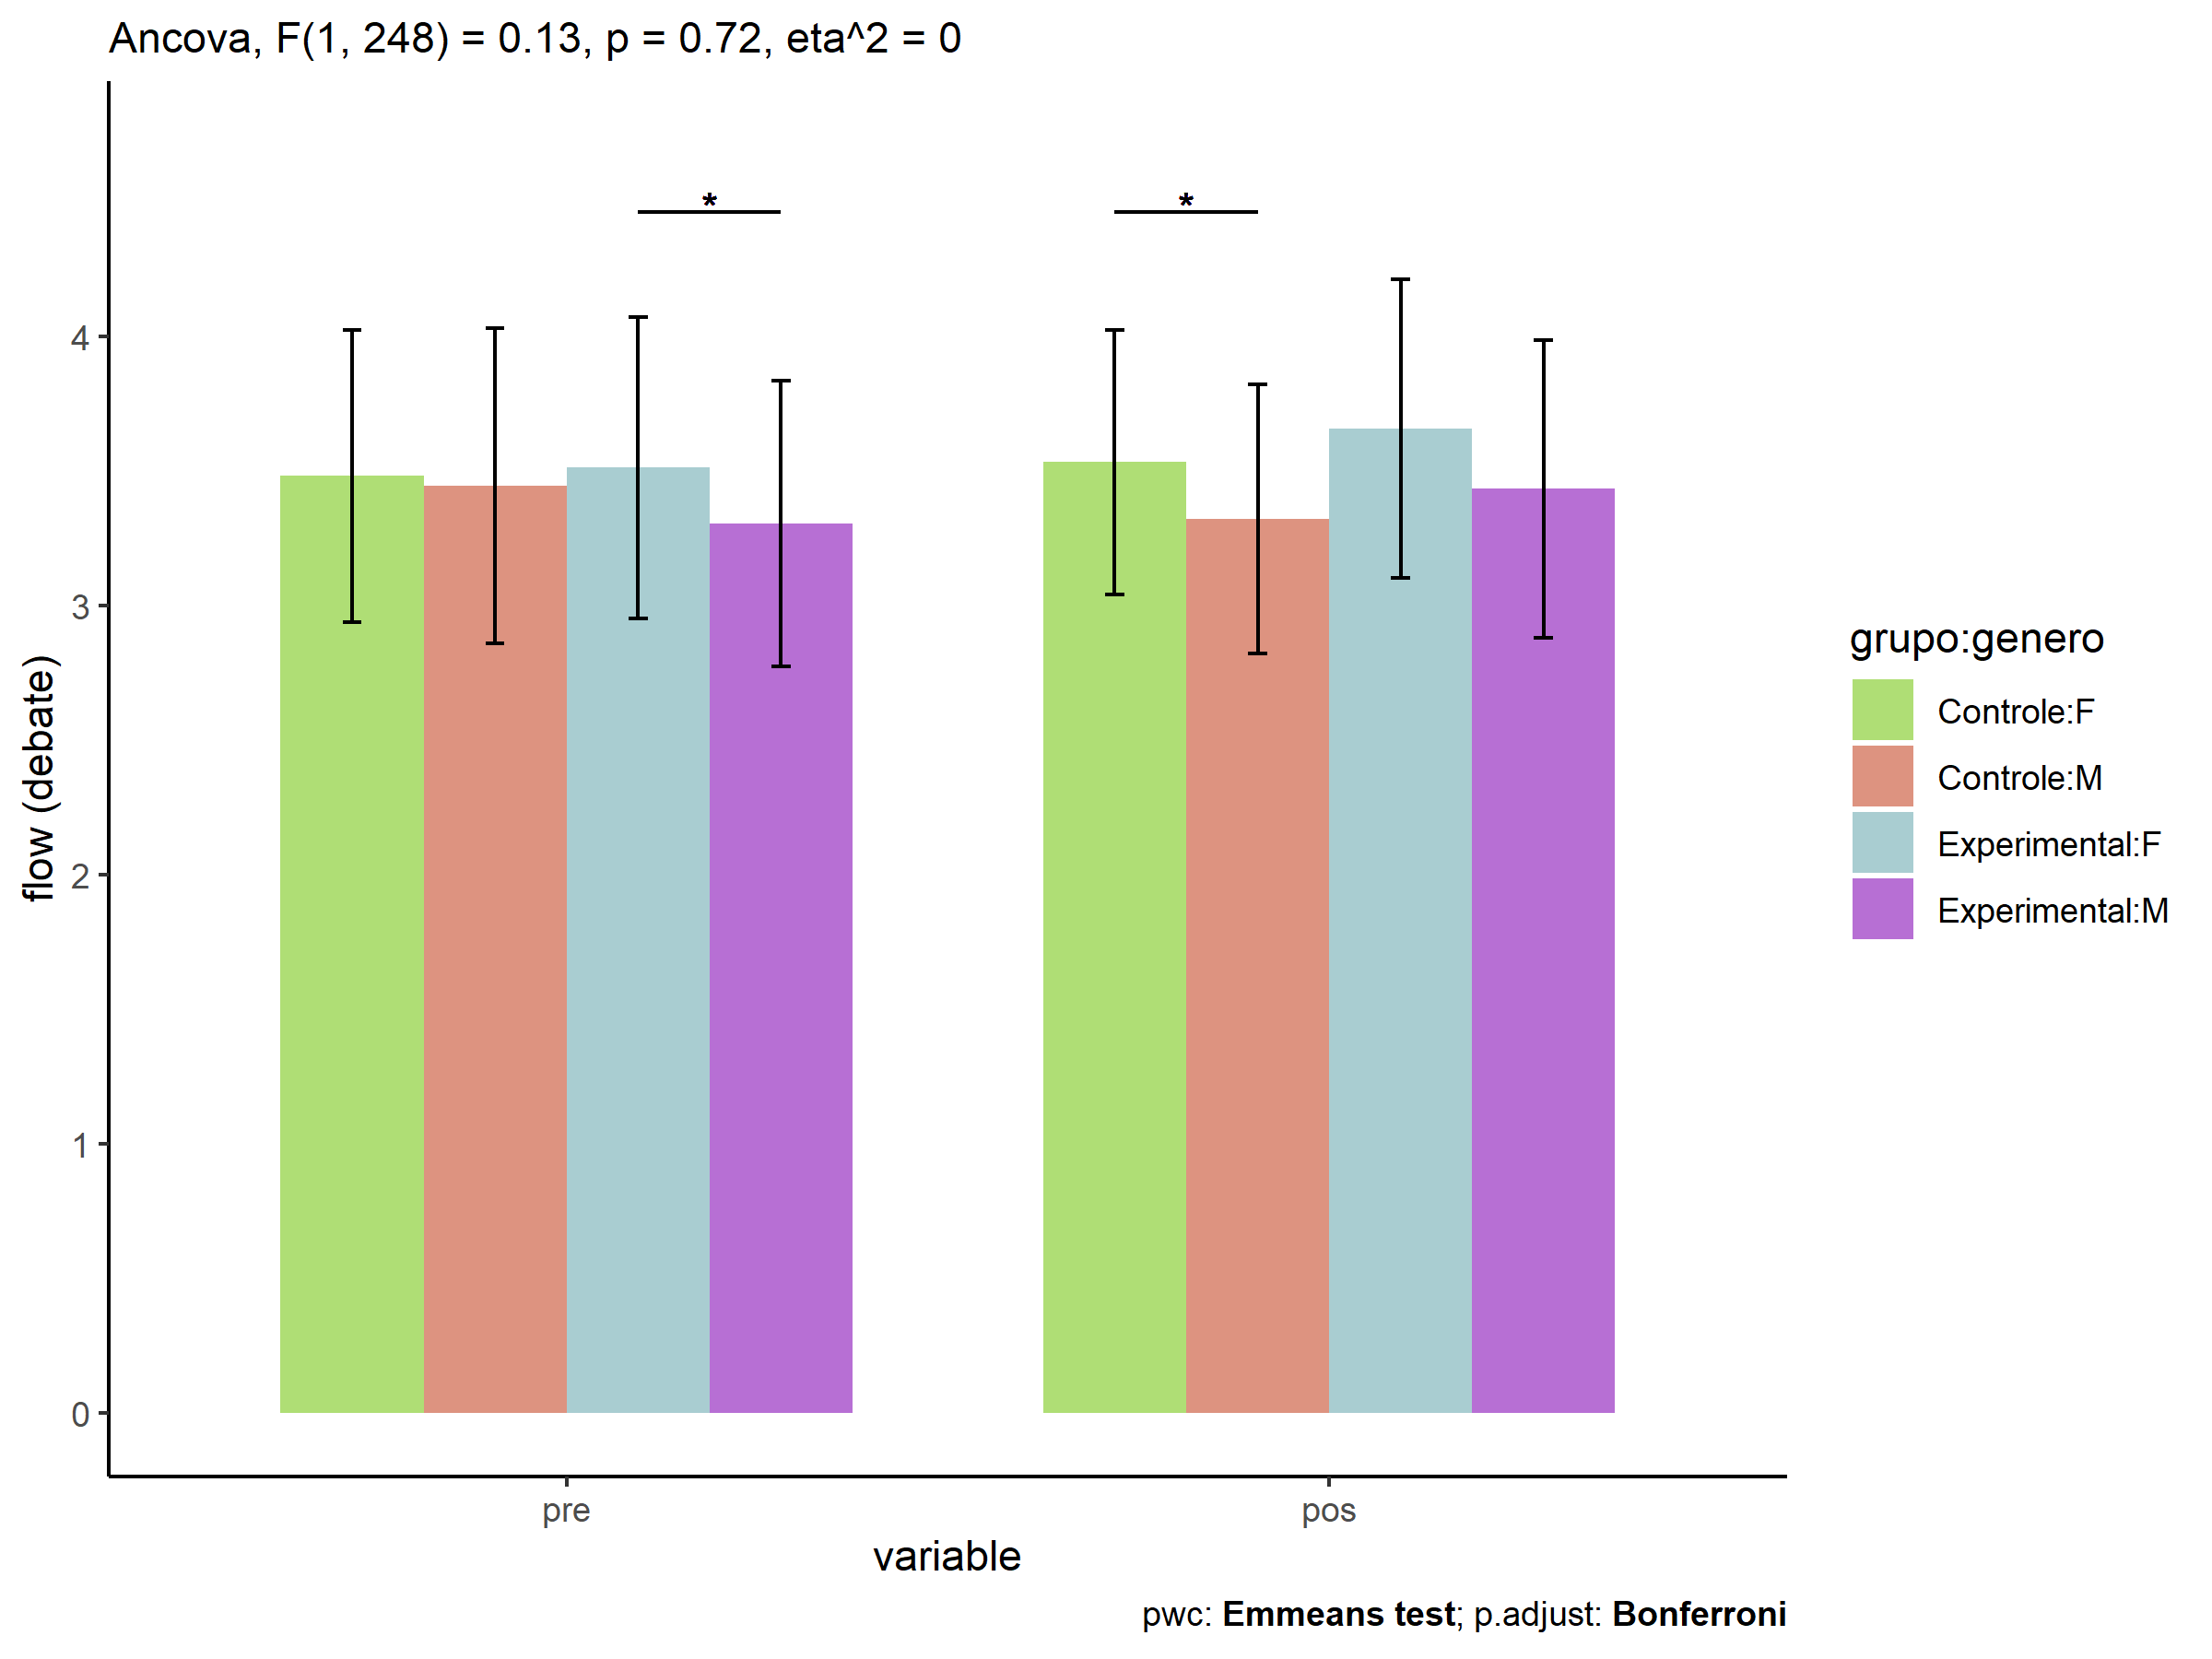 Ancova, F(1, 248) = 0.13, p = 0.72, eta^2 = 0
*
*
4
3
2
1
0
flow (debate)
pre
pos
variable
grupo:genero
Controle:F
Controle:M
Experimental:F
Experimental:M
pwc: Emmeans test; p.adjust: Bonferroni